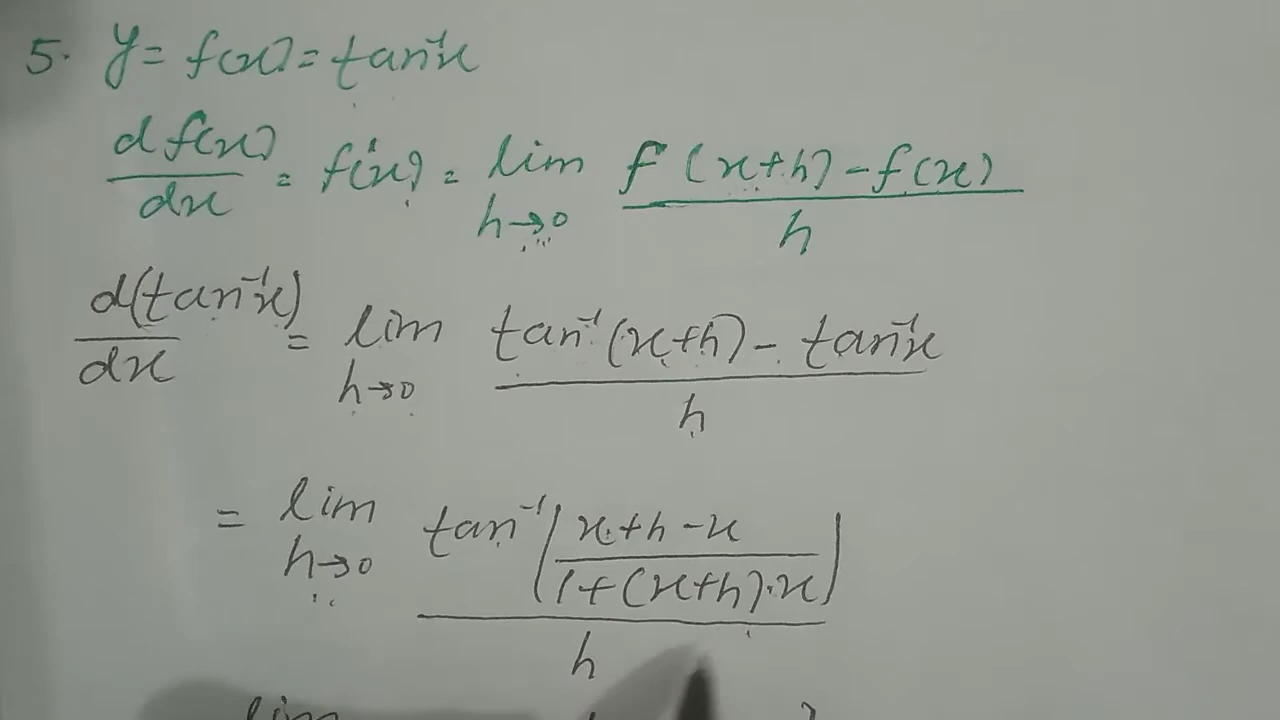 5. y = f(x) = tan⁻¹x
d f(x)/dx = f'(x) = lim h→0 f(x+h) - f(x) / h
d(tan⁻¹x)/dx = lim h→0 tan⁻¹(x+h) - tan⁻¹x / h
= lim h→0 tan⁻¹(x+h-x / 1+(x+h).x) / h
lim